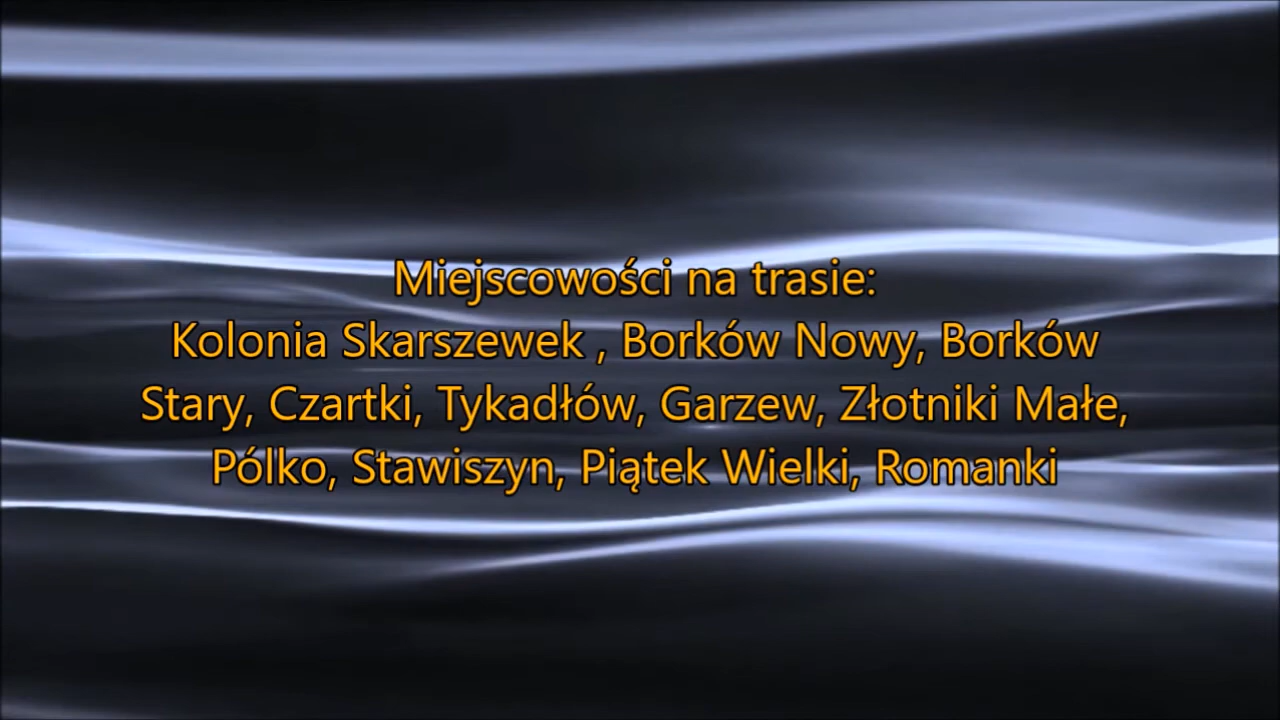 Miejscowości na trasie:
Kolonia Skarszewek , Borków Nowy, Borków
Stary, Czartki, Tykadłów, Garzew, Złotniki Małe,
Pólko, Stawiszyn, Piątek Wielki, Romanki